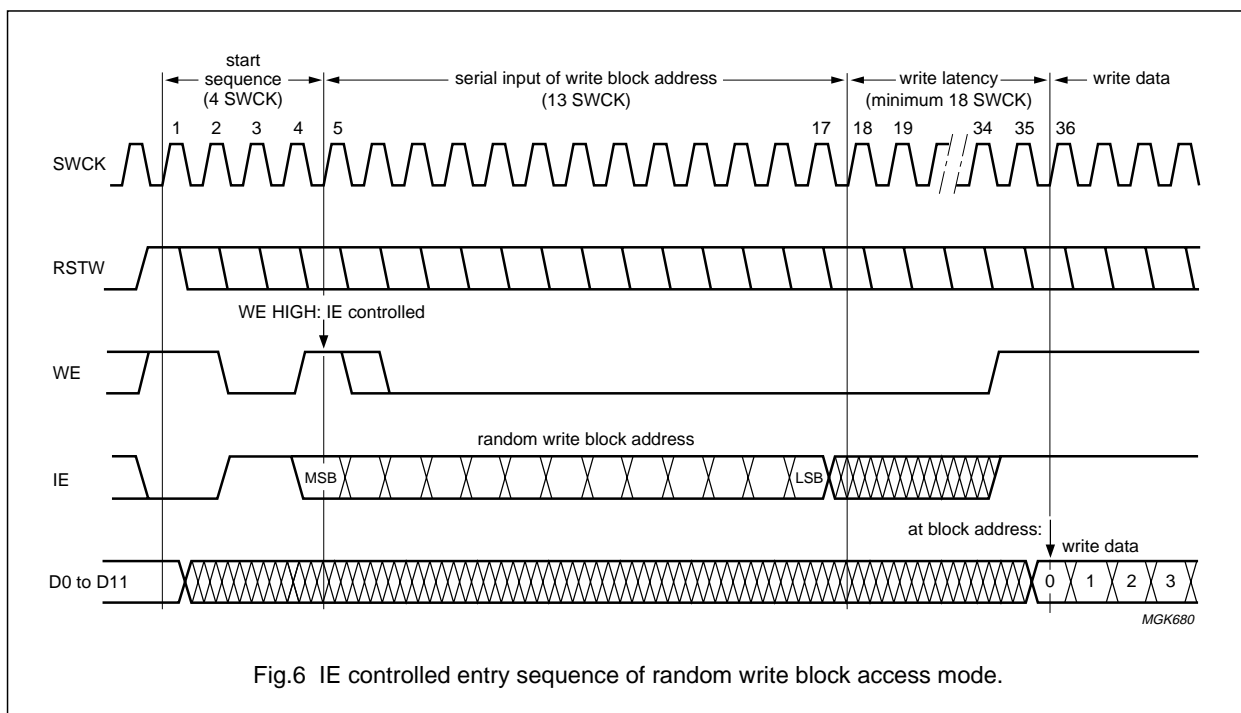 start
sequence
(4 SWCK)
serial input of write block address
(13 SWCK)
write latency
(minimum 18 SWCK)
write data
1 2 3 4 5 17 18 19 34 35 36
SWCK
RSTW
WE HIGH: IE controlled
WE
random write block address
IE
MSB
LSB
at block address:
write data
D0 to D11
0 1 2 3
MGK680
Fig.6 IE controlled entry sequence of random write block access mode.